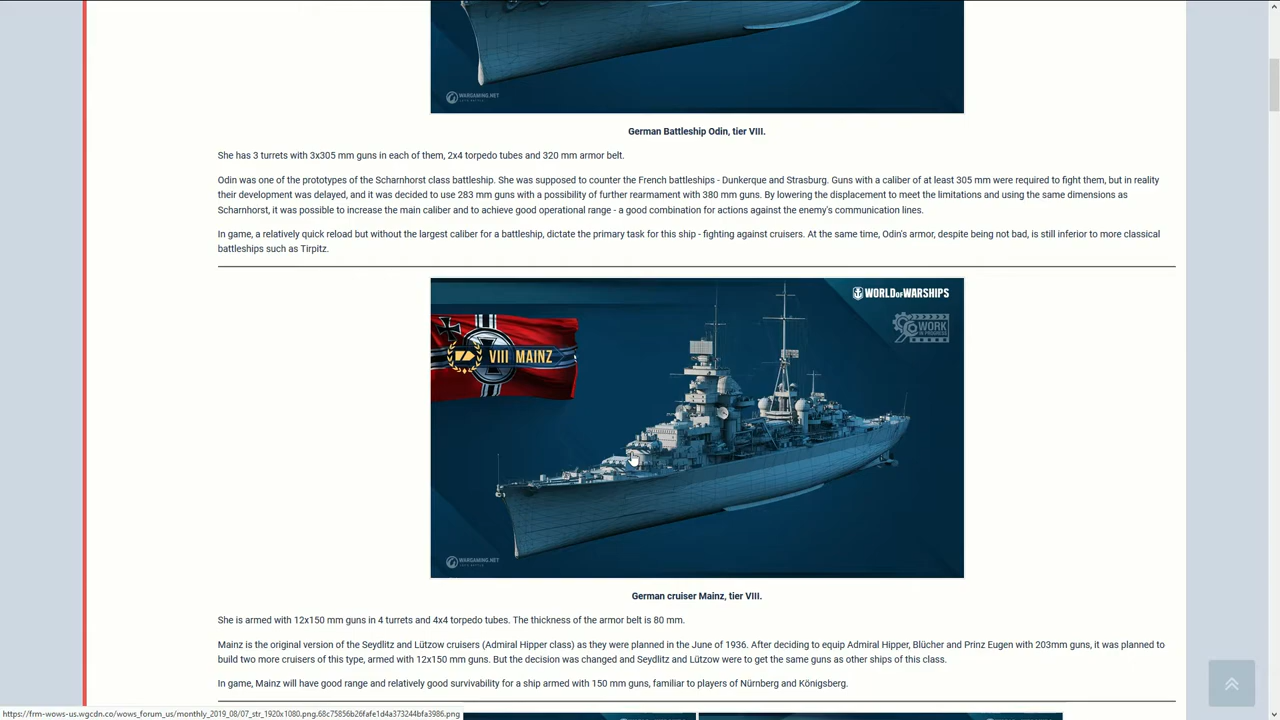 WARGAMING.NET
German Battleship Odin, tier VIII.
She has 3 turrets with 3x305 mm guns in each of them, 2x4 torpedo tubes and 320 mm armor belt.
Odin was one of the prototypes of the Scharnhorst class battleship. She was supposed to counter the French battleships - Dunkerque and Strasburg. Guns with a caliber of at least 305 mm were required to fight them, but in reality
their development was delayed, and it was decided to use 283 mm guns with a possibility of further rearmament with 380 mm guns. By lowering the displacement to meet the limitations and using the same dimensions as
Scharnhorst, it was possible to increase the main caliber and to achieve good operational range - a good combination for actions against the enemy's communication lines.
In game, a relatively quick reload but without the largest caliber for a battleship, dictate the primary task for this ship - fighting against cruisers. At the same time, Odin's armor, despite being not bad, is still inferior to more classical
battleships such as Tirpitz.
WORLD OF WARSHIPS
WORK
IN PROGRESS
VIII MAINZ
WARGAMING.NET
German cruiser Mainz, tier VIII.
She is armed with 12x150 mm guns in 4 turrets and 4x4 torpedo tubes. The thickness of the armor belt is 80 mm.
Mainz is the original version of the Seydlitz and Lützow cruisers (Admiral Hipper class) as they were planned in the June of 1936. After deciding to equip Admiral Hipper, Blücher and Prinz Eugen with 203mm guns, it was planned to
build two more cruisers of this type, armed with 12x150 mm guns. But the decision was changed and Seydlitz and Lützow were to get the same guns as other ships of this class.
In game, Mainz will have good range and relatively good survivability for a ship armed with 150 mm guns, familiar to players of Nürnberg and Königsberg.
https://frm-wows-us.wgcdn.co/wows_forum_us/monthly_2019_08/07_str_1920x1080.png.68c75856b26fafe1d4a373244bfa3986.png